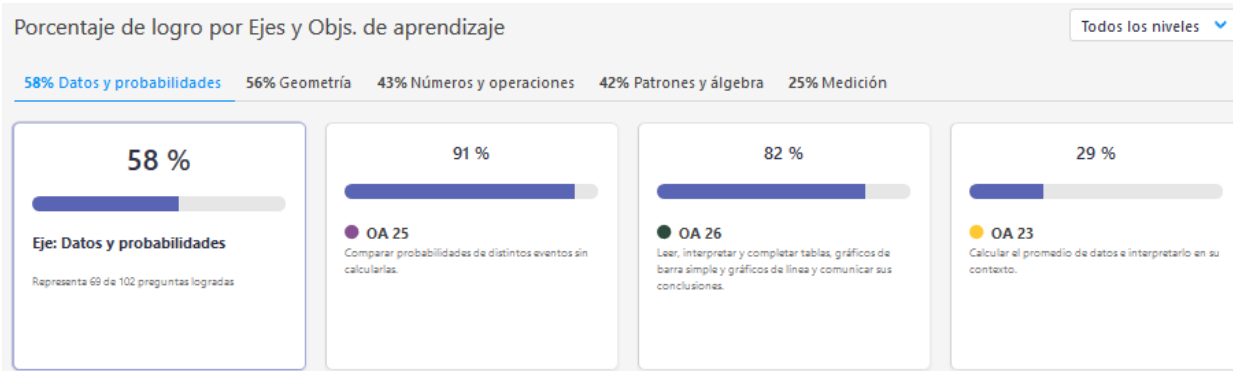 Porcentaje de logro por Ejes y Objs. de aprendizaje
Todos los niveles
58% Datos y probabilidades 56% Geometría 43% Números y operaciones 42% Patrones y álgebra 25% Medición
58 %
Eje: Datos y probabilidades
Representa 69 de 102 preguntas logradas
91 %
OA 25
Comparar probabilidades de distintos eventos sin
calcularlas.
82 %
OA 26
Leer, interpretar y completar tablas, gráficos de
barra simple y gráficos de línea y comunicar sus
conclusiones.
29 %
OA 23
Calcular el promedio de datos e interpretarlo en su
contexto.